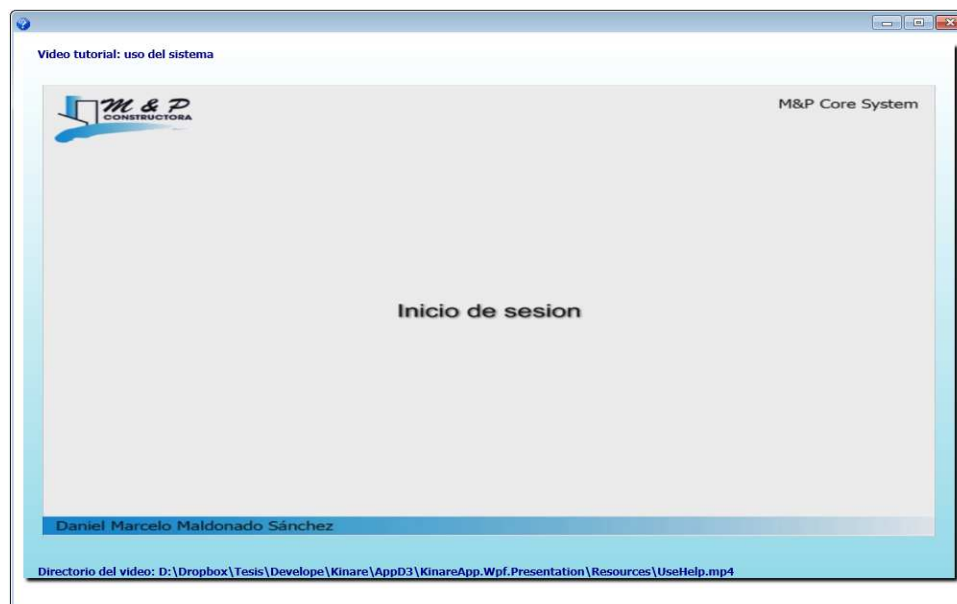 Video tutorial: uso del sistema
M & P
CONSTRUCTORA
M&P Core System
Inicio de sesion
Daniel Marcelo Maldonado Sánchez
Directorio del video: D:\Dropbox\Tesis\Develope\Kinare\AppD3\KinareApp.Wpf.Presentation\Resources\UseHelp.mp4